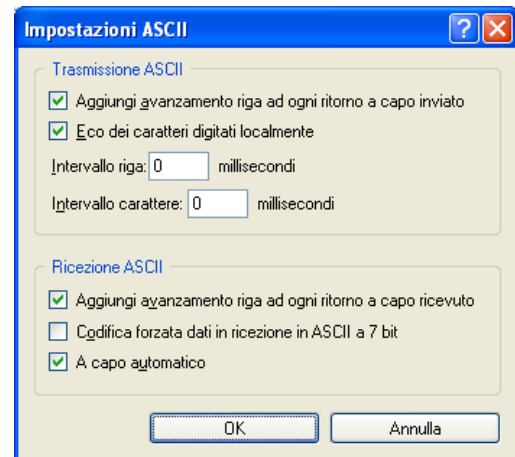 Impostazioni ASCII
Trasmissione ASCII
Aggiungi avanzamento riga ad ogni ritorno a capo inviato
Eco dei caratteri digitati localmente
Intervallo riga: 0 millisecondi
Intervallo carattere: 0 millisecondi
Ricezione ASCII
Aggiungi avanzamento riga ad ogni ritorno a capo ricevuto
Codifica forzata dati in ricezione in ASCII a 7 bit
A capo automatico
OK Annulla